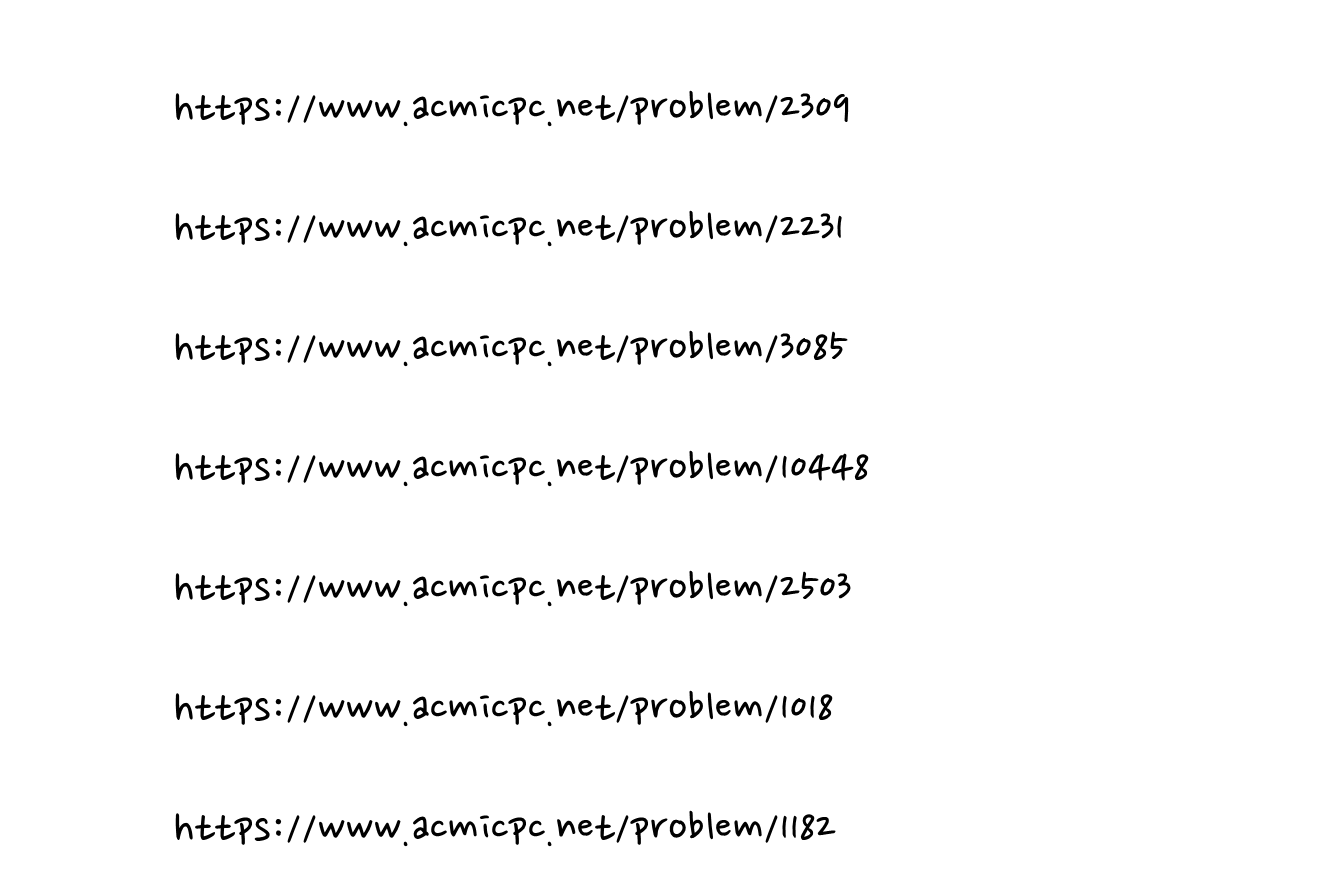 https://www.acmicpc.net/problem/2309
https://www.acmicpc.net/problem/2231
https://www.acmicpc.net/problem/3085
https://www.acmicpc.net/problem/10448
https://www.acmicpc.net/problem/2503
https://www.acmicpc.net/problem/1018
https://www.acmicpc.net/problem/1182